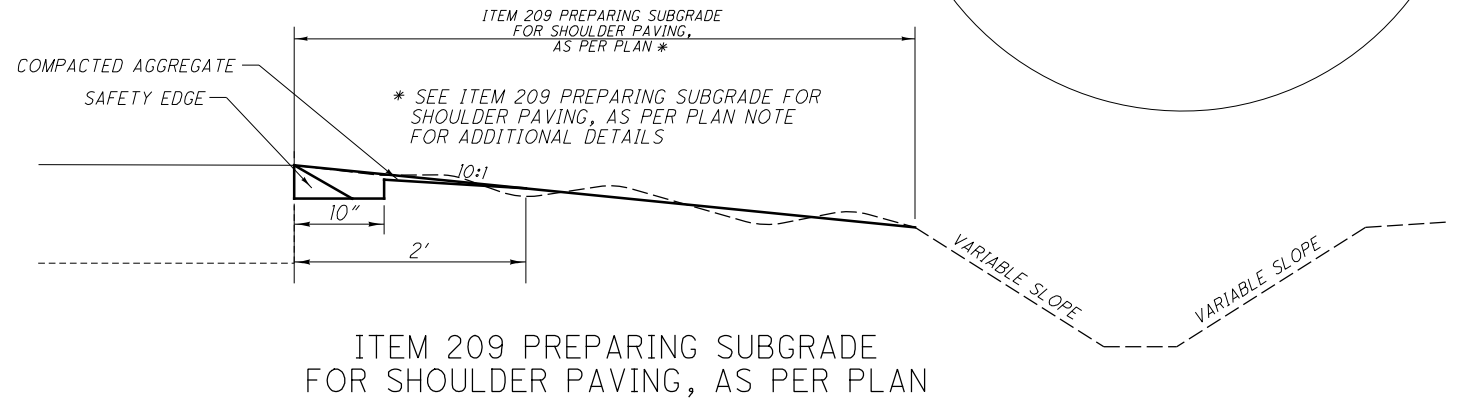 ITEM 209 PREPARING SUBGRADE
FOR SHOULDER PAVING,
AS PER PLAN *
COMPACTED AGGREGATE
SAFETY EDGE
* SEE ITEM 209 PREPARING SUBGRADE FOR
SHOULDER PAVING, AS PER PLAN NOTE
FOR ADDITIONAL DETAILS
10:1
10"
2'
VARIABLE SLOPE
VARIABLE SLOPE
ITEM 209 PREPARING SUBGRADE
FOR SHOULDER PAVING, AS PER PLAN